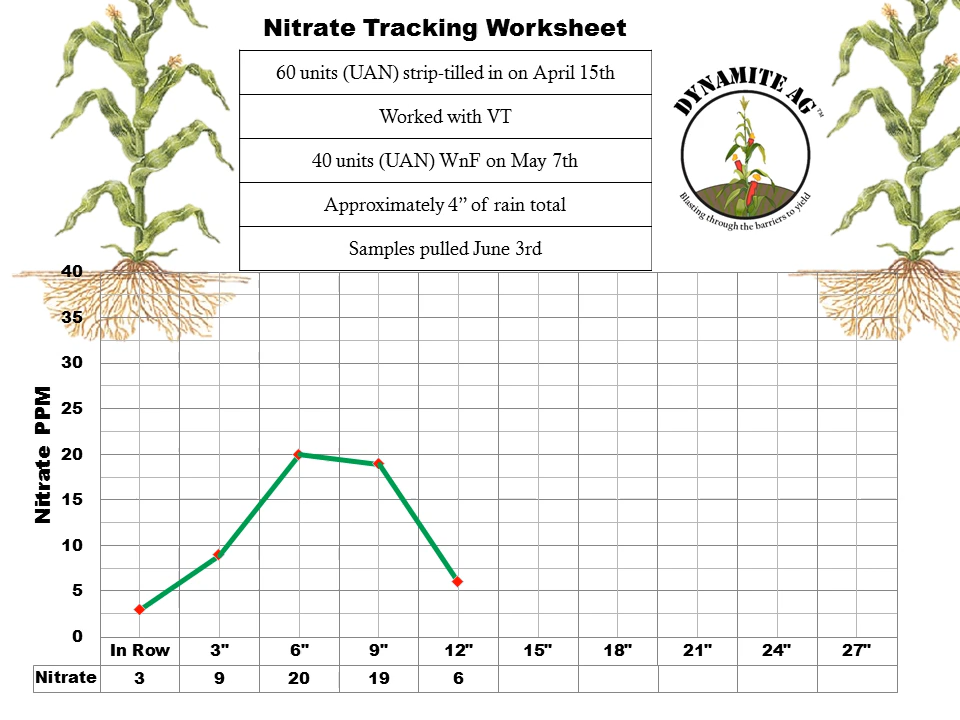 Nitrate Tracking Worksheet
60 units (UAN) strip-tilled in on April 15th
Worked with VT
40 units (UAN) WnF on May 7th
Approximately 4” of rain total
Samples pulled June 3rd
DYNAMITE AG™
Blasting through the barriers to yield
Nitrate PPM
40
35
30
25
20
15
10
5
0
In Row 3" 6" 9" 12" 15" 18" 21" 24" 27"
Nitrate 3 9 20 19 6